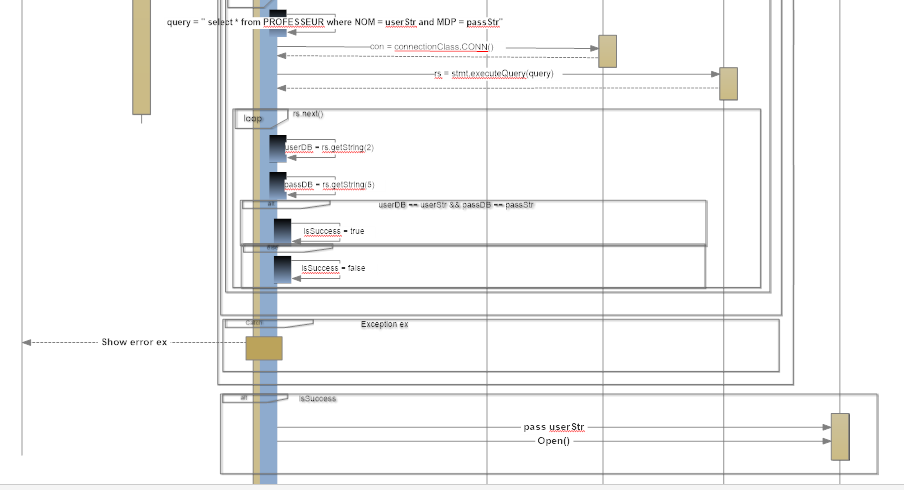 query = " select * from PROFESSEUR where NOM = userStr and MDP = passStr"
con = connectionClass.CONN()
rs = stmt.executeQuery(query)
loop
rs.next()
userDB = rs.getString(2)
passDB = rs.getString(5)
alt
userDB == userStr && passDB == passStr
isSuccess = true
else
isSuccess = false
catch
Exception ex
Show error ex
alt
isSuccess
pass userStr
Open()